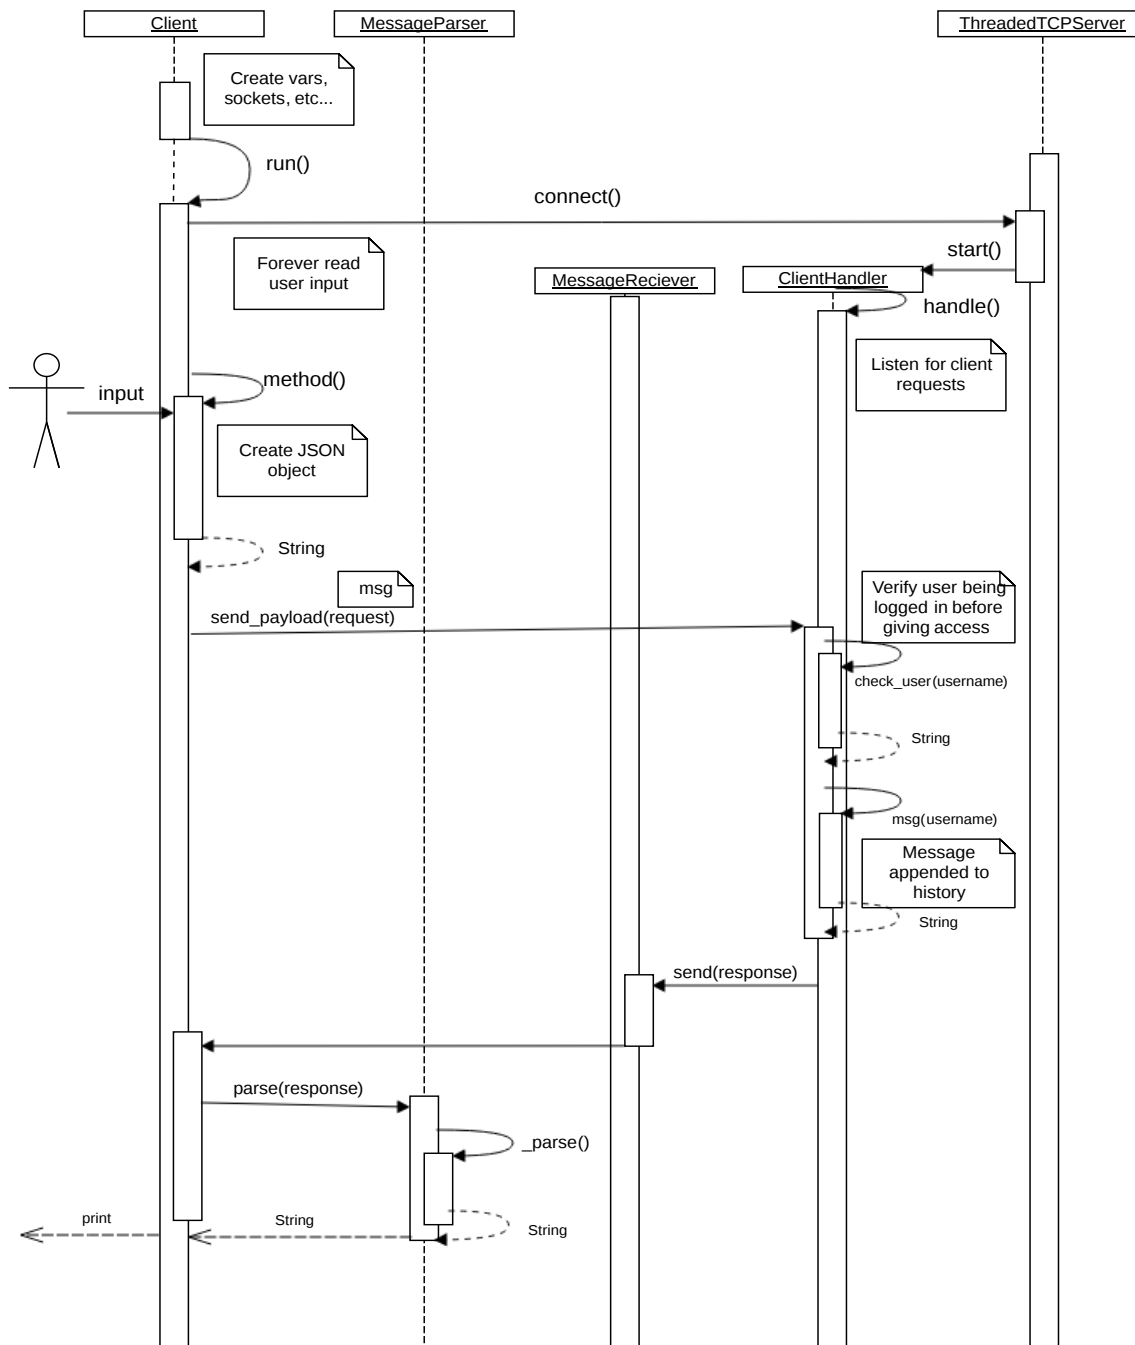 Client
MessageParser
ThreadedTCPServer
Create vars,
sockets, etc...
run()
connect()
start()
Forever read
user input
MessageReciever
ClientHandler
handle()
Listen for client
requests
method()
input
Create JSON
object
String
msg
send_payload(request)
Verify user being
logged in before
giving access
check_user(username)
String
msg(username)
Message
appended to
history
String
send(response)
parse(response)
_parse()
print
String
String